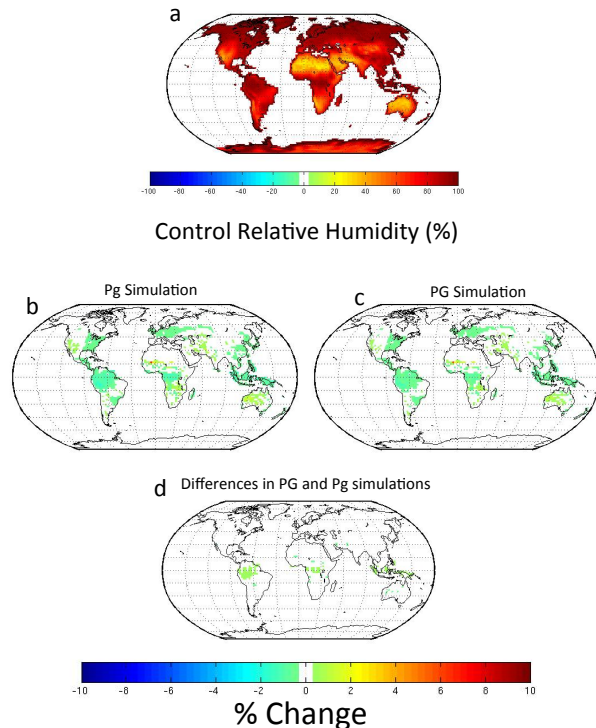 a
-100 -80 -60 -40 -20 0 20 40 60 80 100
Control Relative Humidity (%)
b Pg Simulation
c PG Simulation
d Differences in PG and Pg simulations
-10 -8 -6 -4 -2 0 2 4 6 8 10
% Change